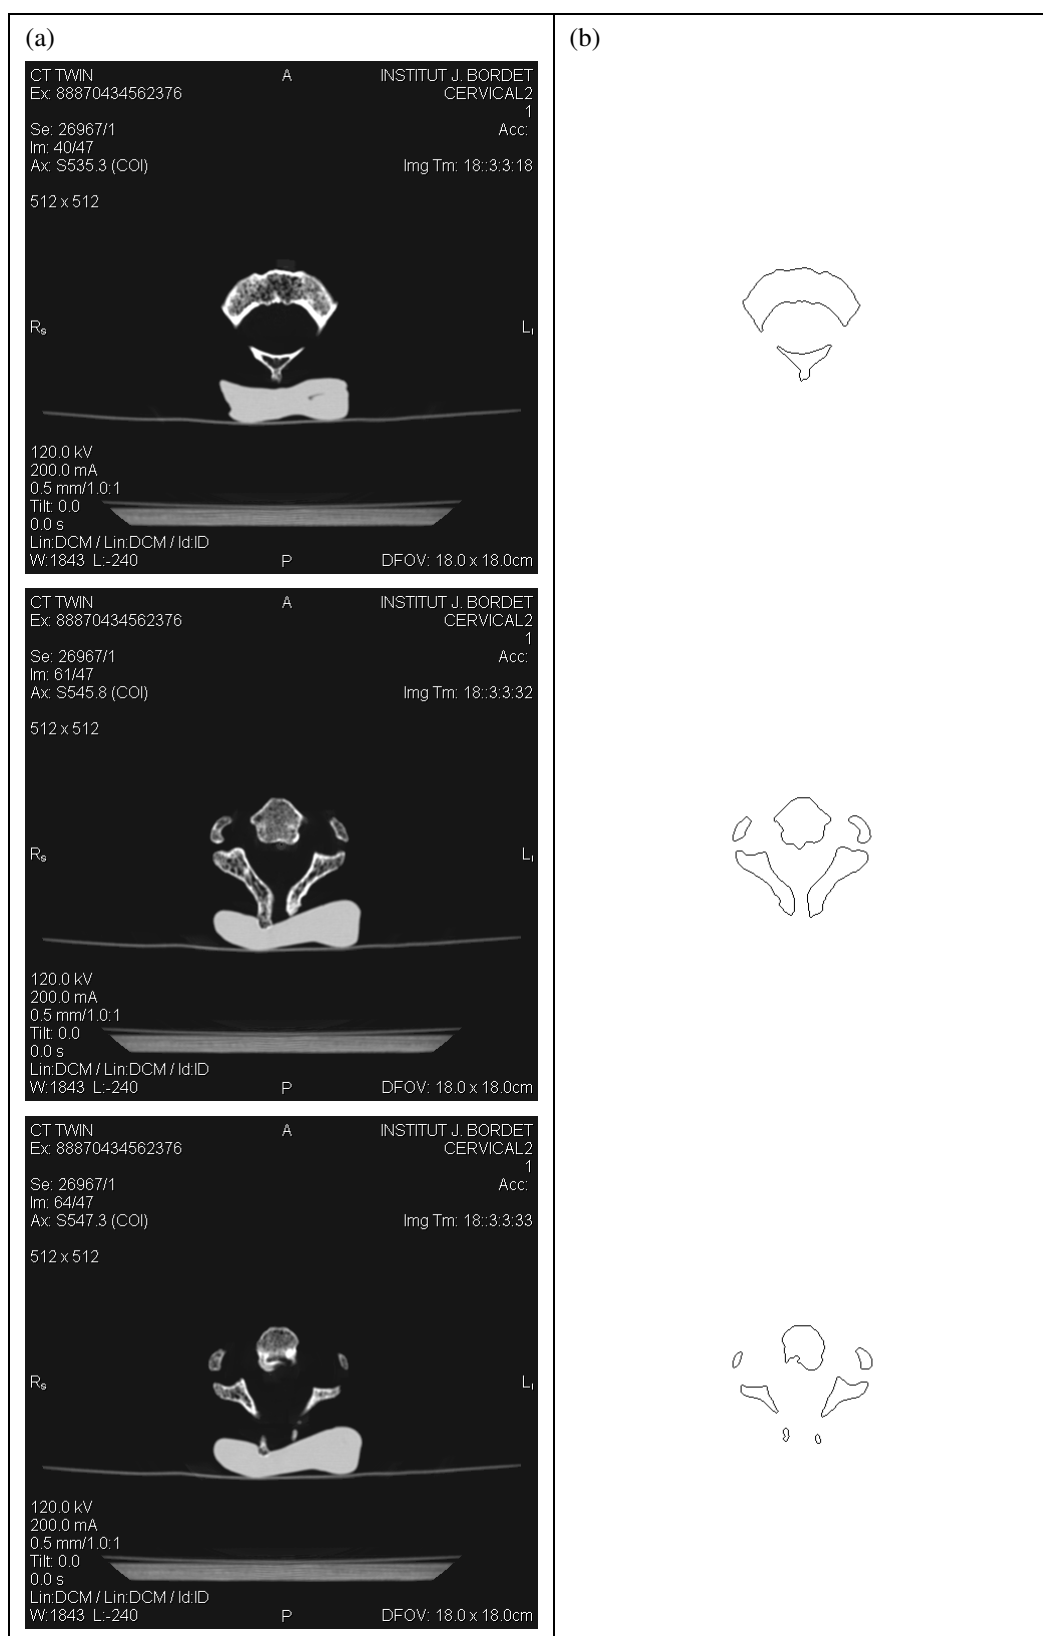 (a)
(b)
CT TWIN
A
INSTITUT J. BORDET
Ex: 88870434562376
CERVICAL2
1
Se: 26967/1
Acc:
Im: 40/47
Ax: S535.3 (COI)
Img Tm: 18::3:3:18
512 x 512
Rs
Li
120.0 kV
200.0 mA
0.5 mm/1.0:1
Tilt: 0.0
0.0 s
Lin:DCM / Lin:DCM / Id:ID
W:1843 L:-240
P
DFOV: 18.0 x 18.0cm
CT TWIN
A
INSTITUT J. BORDET
Ex: 88870434562376
CERVICAL2
1
Se: 26967/1
Acc:
Im: 61/47
Ax: S545.8 (COI)
Img Tm: 18::3:3:32
512 x 512
Rs
Li
120.0 kV
200.0 mA
0.5 mm/1.0:1
Tilt: 0.0
0.0 s
Lin:DCM / Lin:DCM / Id:ID
W:1843 L:-240
P
DFOV: 18.0 x 18.0cm
CT TWIN
A
INSTITUT J. BORDET
Ex: 88870434562376
CERVICAL2
1
Se: 26967/1
Acc:
Im: 64/47
Ax: S547.3 (COI)
Img Tm: 18::3:3:33
512 x 512
Rs
Li
120.0 kV
200.0 mA
0.5 mm/1.0:1
Tilt: 0.0
0.0 s
Lin:DCM / Lin:DCM / Id:ID
W:1843 L:-240
P
DFOV: 18.0 x 18.0cm